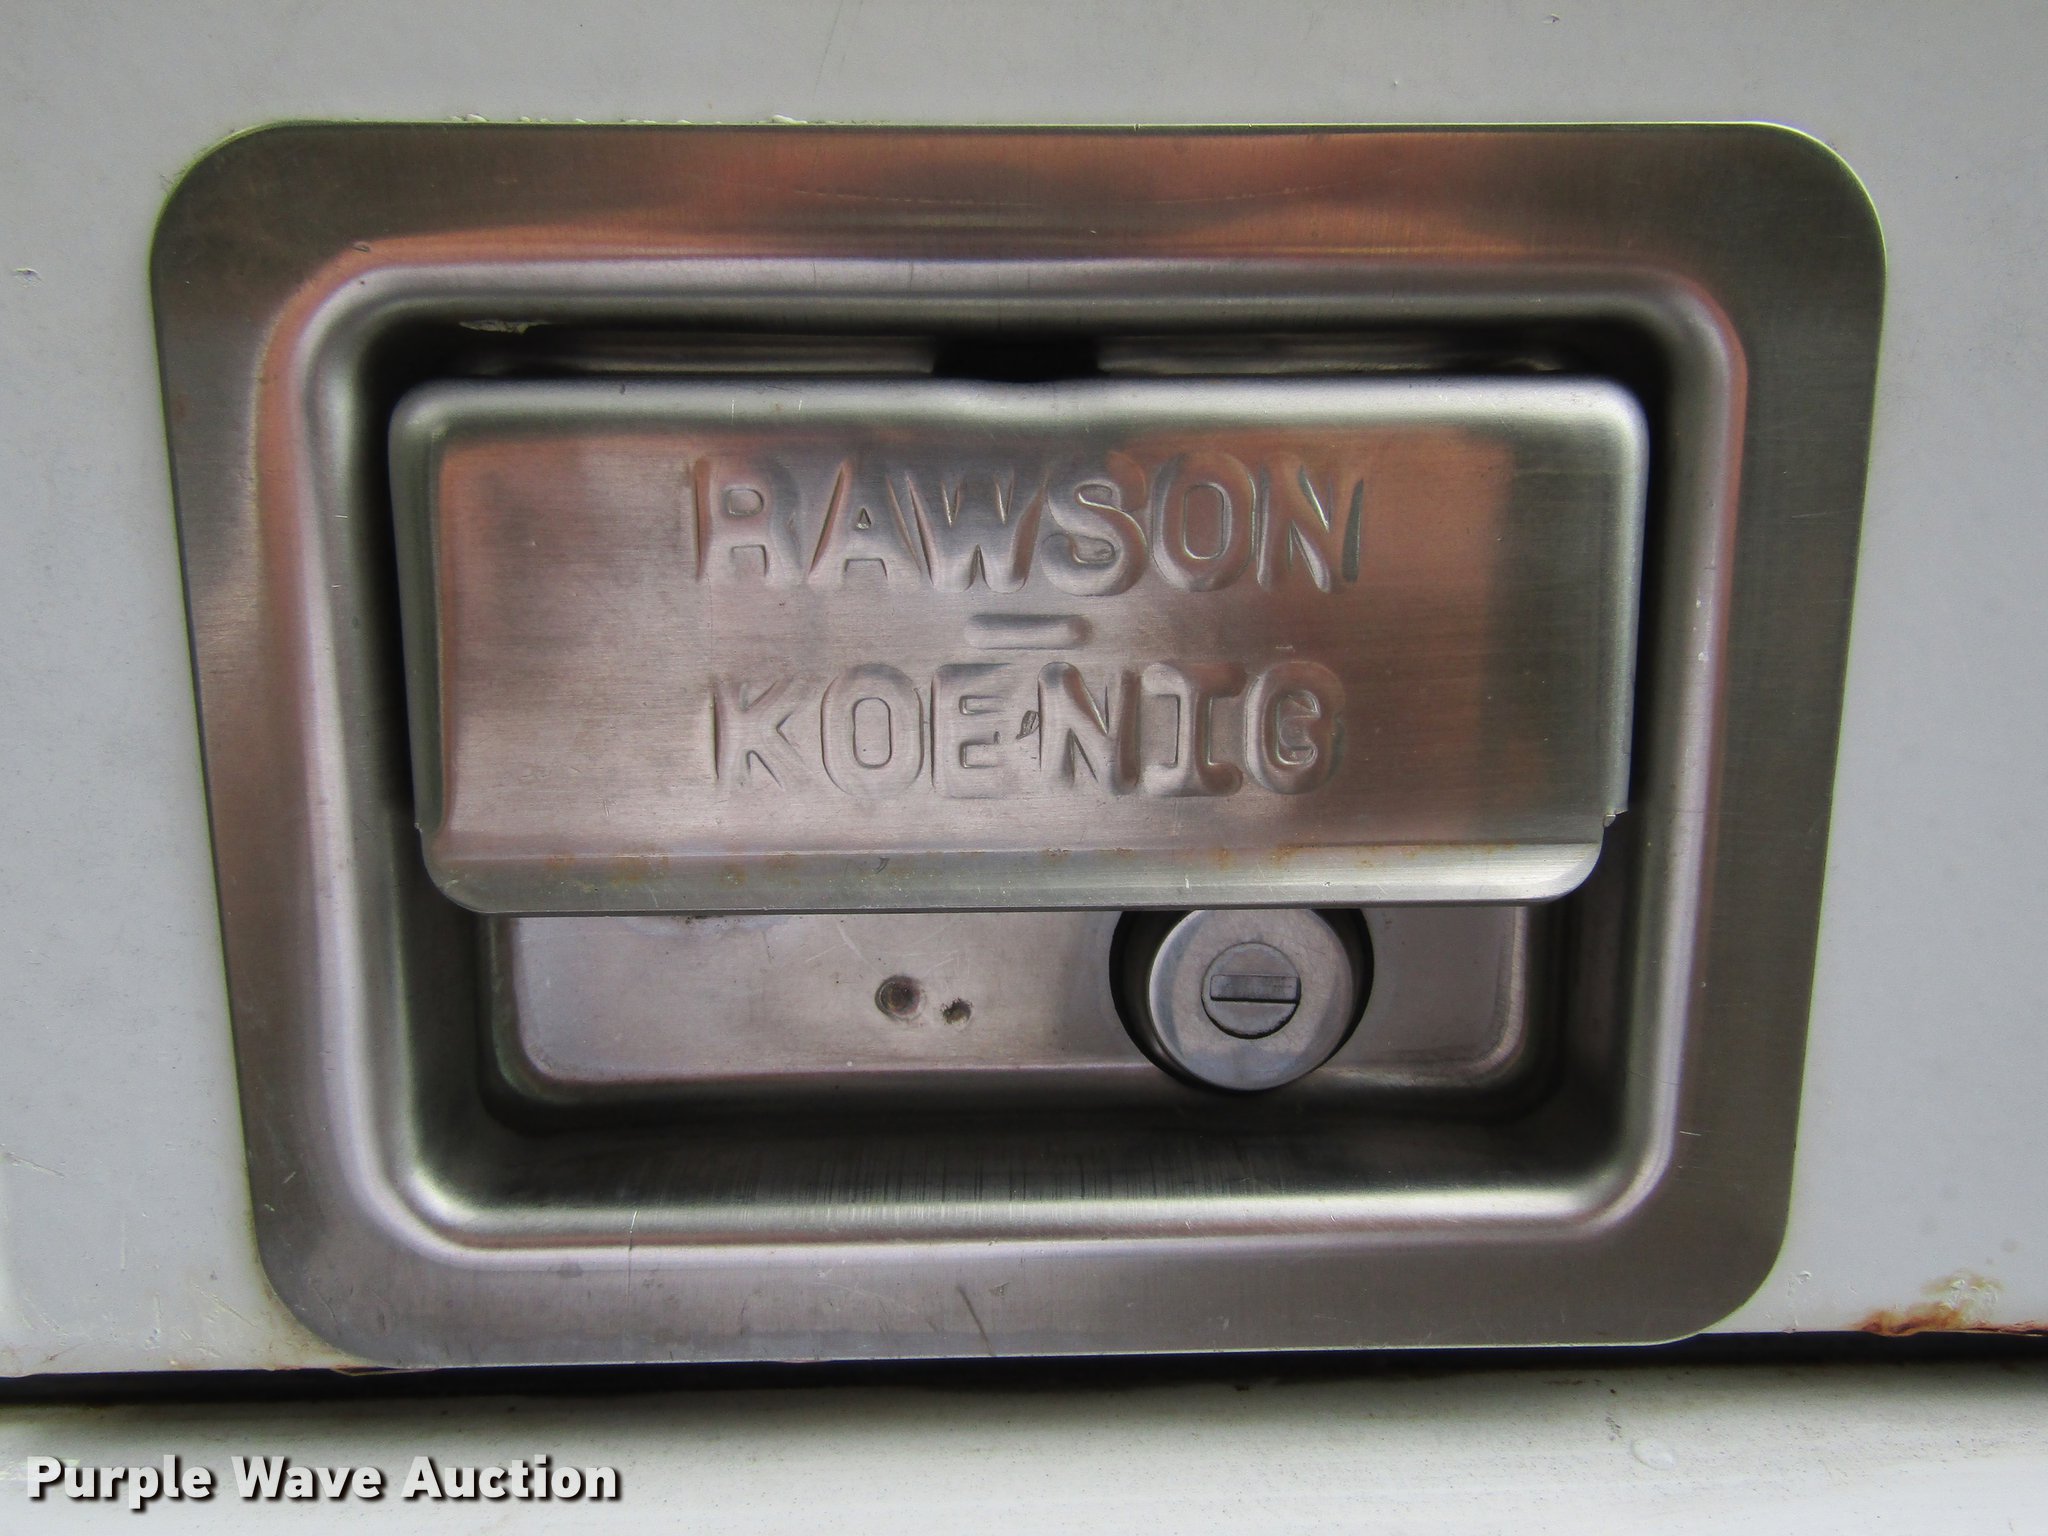 RAWSON
-
KOENIG
Purple Wave Auction